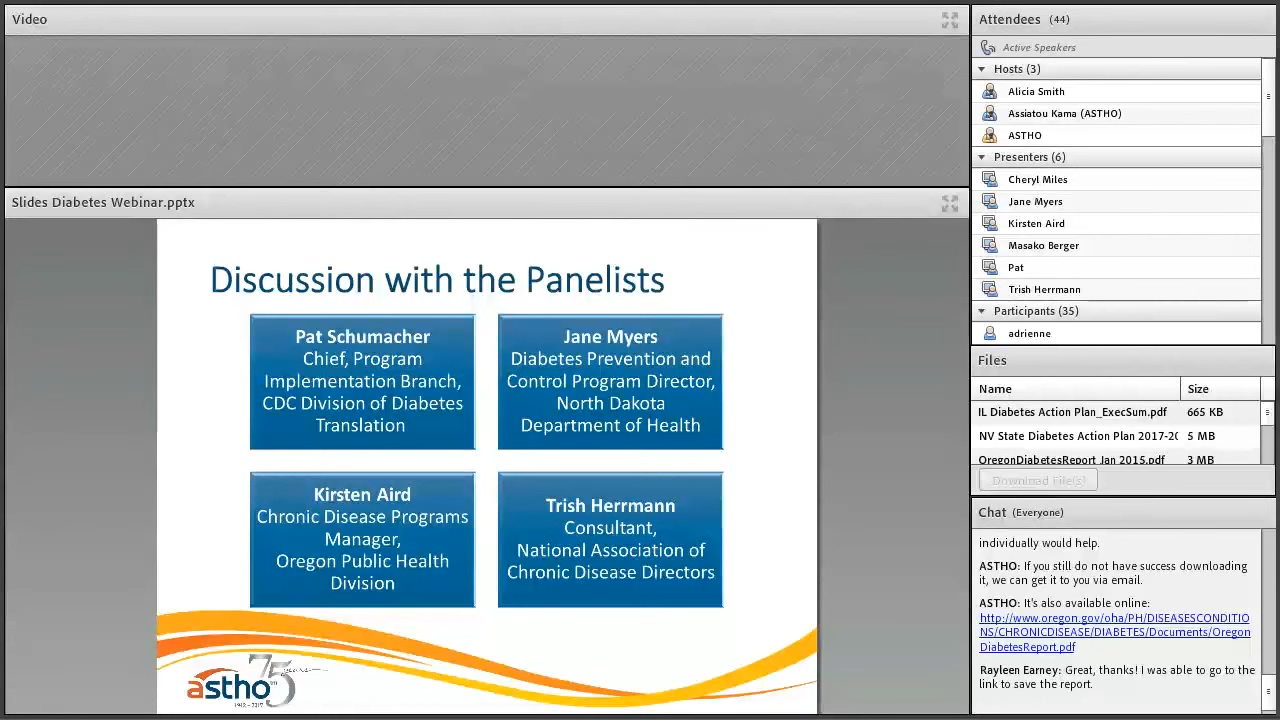 Video
Slides Diabetes Webinar.pptx
Discussion with the Panelists
Pat Schumacher
Chief, Program
Implementation Branch,
CDC Division of Diabetes
Translation
Jane Myers
Diabetes Prevention and
Control Program Director,
North Dakota
Department of Health
Kirsten Aird
Chronic Disease Programs
Manager,
Oregon Public Health
Division
Trish Herrmann
Consultant,
National Association of
Chronic Disease Directors
astho
75
1942 - 2017
Attendees (44)
Active Speakers
Hosts (3)
Alicia Smith
Assiatou Kama (ASTHO)
ASTHO
Presenters (6)
Cheryl Miles
Jane Myers
Kirsten Aird
Masako Berger
Pat
Trish Herrmann
Participants (35)
adrienne
Files
Name Size
IL Diabetes Action Plan_ExecSum.pdf 665 KB
NV State Diabetes Action Plan 2017-20 5 MB
OregonDiabetesReport Jan 2015.pdf 3 MB
Download File(s)
Chat (Everyone)
individually would help.
ASTHO: If you still do not have success downloading
it, we can get it to you via email.
ASTHO: It's also available online:
http://www.oregon.gov/oha/PH/DISEASESCONDITIO
NS/CHRONICDISEASE/DIABETES/Documents/Oregon
DiabetesReport.pdf
Rayleen Earney: Great, thanks! I was able to go to the
link to save the report.